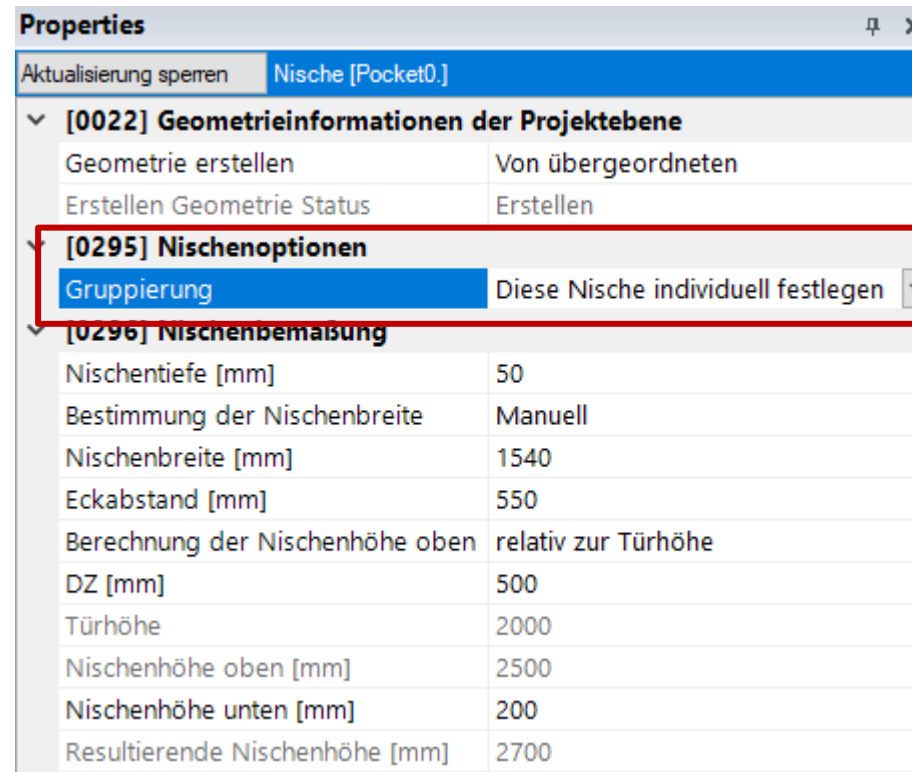 Properties
Aktualisierung sperren Nische [Pocket0.]
[0022] Geometrieinformationen der Projektebene
Geometrie erstellen Von übergeordneten
Erstellen Geometrie Status Erstellen
[0295] Nischenoptionen
Gruppierung Diese Nische individuell festlegen
[0296] Nischenbemaßung
Nischentiefe [mm] 50
Bestimmung der Nischenbreite Manuell
Nischenbreite [mm] 1540
Eckabstand [mm] 550
Berechnung der Nischenhöhe oben relativ zur Türhöhe
DZ [mm] 500
Türhöhe 2000
Nischenhöhe oben [mm] 2500
Nischenhöhe unten [mm] 200
Resultierende Nischenhöhe [mm] 2700